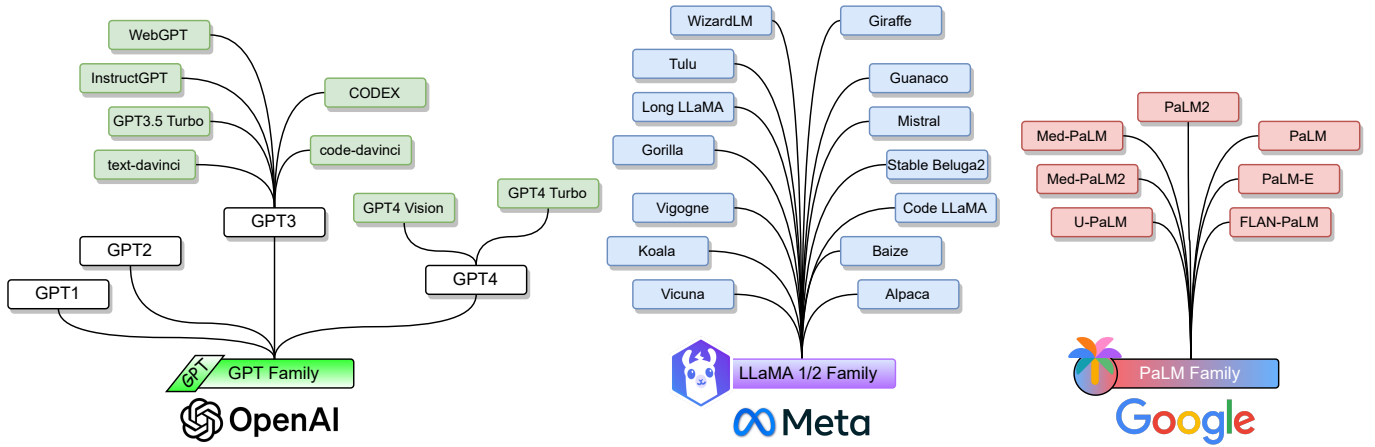 WebGPT
InstructGPT
CODEX
GPT3.5 Turbo
text-davinci
code-davinci
GPT4 Vision
GPT4 Turbo
GPT3
GPT2
GPT4
GPT1
GPT
GPT Family
OpenAI
WizardLM
Giraffe
Tulu
Guanaco
Long LLaMA
Mistral
Gorilla
Stable Beluga2
Vigogne
Code LLaMA
Koala
Baize
Vicuna
Alpaca
LLaMA 1/2 Family
Meta
PaLM2
Med-PaLM
PaLM
Med-PaLM2
PaLM-E
U-PaLM
FLAN-PaLM
PaLM Family
Google